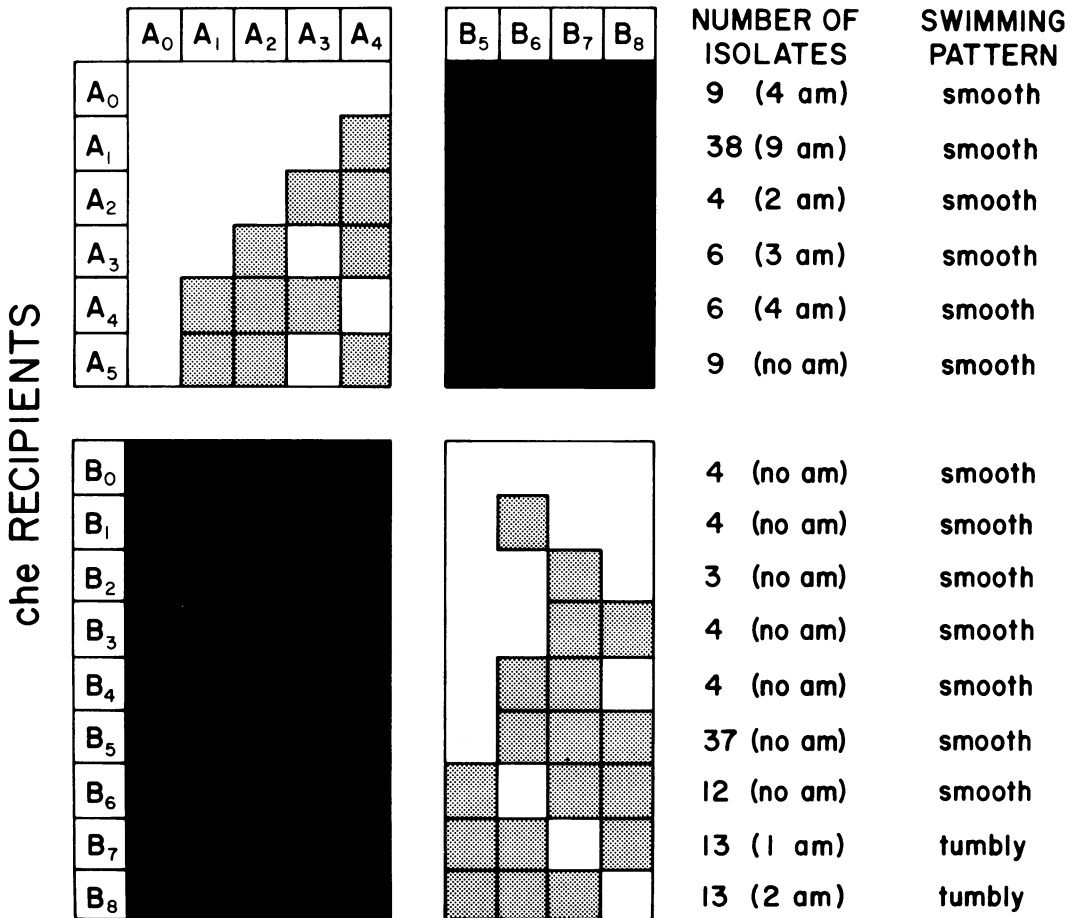 A₀ A₁ A₂ A₃ A₄ B₅ B₆ B₇ B₈ NUMBER OF ISOLATES SWIMMING PATTERN
che RECIPIENTS
A₀ 9 (4 am) smooth
A₁ 38 (9 am) smooth
A₂ 4 (2 am) smooth
A₃ 6 (3 am) smooth
A₄ 6 (4 am) smooth
A₅ 9 (no am) smooth
B₀ 4 (no am) smooth
B₁ 4 (no am) smooth
B₂ 3 (no am) smooth
B₃ 4 (no am) smooth
B₄ 4 (no am) smooth
B₅ 37 (no am) smooth
B₆ 12 (no am) smooth
B₇ 13 (1 am) tumbly
B₈ 13 (2 am) tumbly